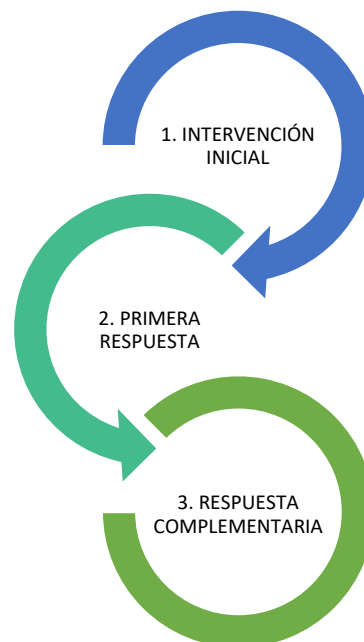 1. INTERVENCIÓN
INICIAL
2. PRIMERA
RESPUESTA
3. RESPUESTA
COMPLEMENTARIA